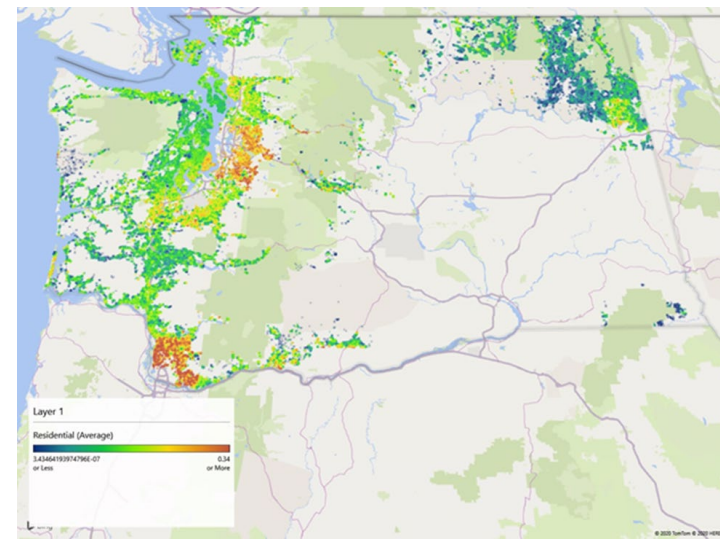 Layer 1
Residential (Average)
3.43464193974796E-07
or Less
0.34
or More
© 2020 TomTom © 2020 HERE